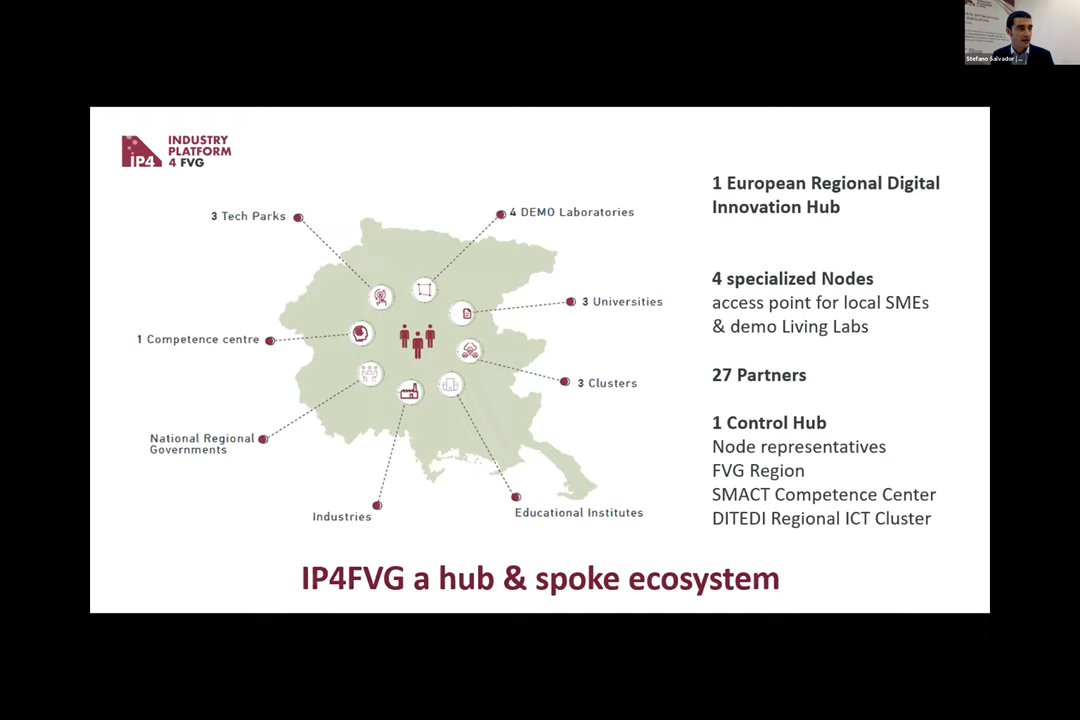 Stefano Salvador
INDUSTRY
PLATFORM
4 FVG
IP4
3 Tech Parks
4 DEMO Laboratories
3 Universities
1 Competence centre
3 Clusters
National Regional
Governments
Industries
Educational Institutes
1 European Regional Digital
Innovation Hub
4 specialized Nodes
access point for local SMEs
& demo Living Labs
27 Partners
1 Control Hub
Node representatives
FVG Region
SMACT Competence Center
DITEDI Regional ICT Cluster
IP4FVG a hub & spoke ecosystem